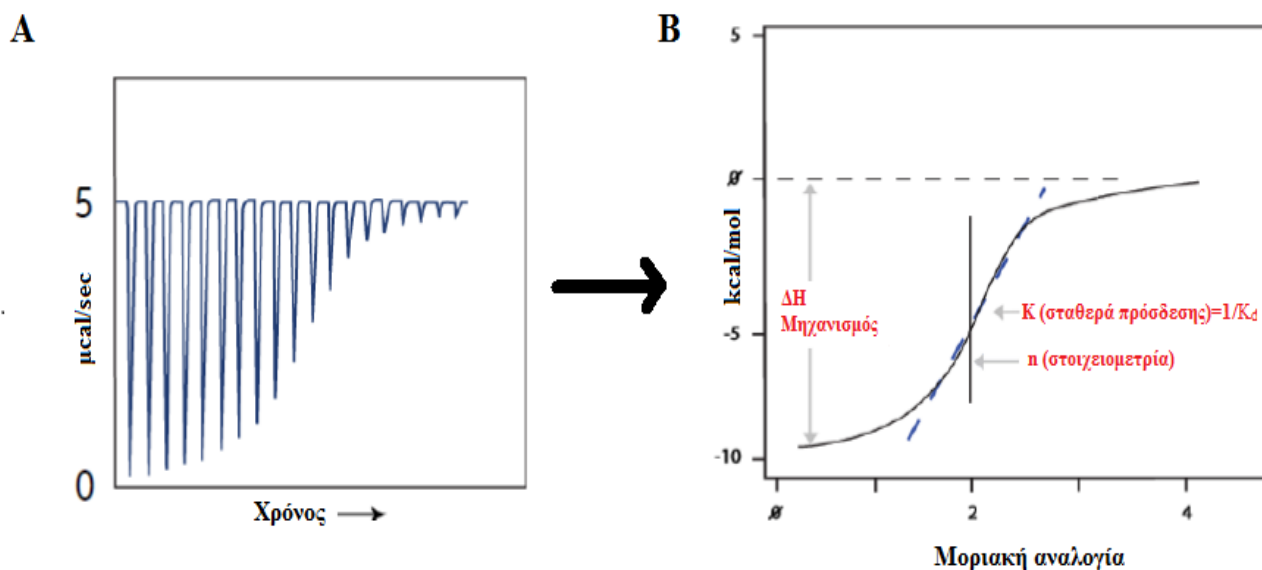 A
5
μcal/sec
0
Χρόνος
B
5
0
kcal/mol
-5
-10
ΔΗ
Μηχανισμός
K (σταθερά πρόσδεσης)=1/Kd
n (στοιχειομετρία)
0
2
4
Μοριακή αναλογία